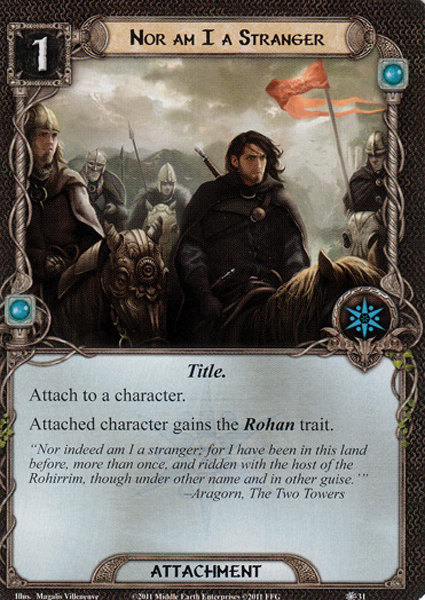 1
NOR AM I A STRANGER
Title.
Attach to a character.
Attached character gains the Rohan trait.
“Nor indeed am I a stranger; for I have been in this land
before, more than once, and ridden with the host of the
Rohirrim, though under other name and in other guise.’”
–Aragorn, The Two Towers
ATTACHMENT
Illus. Magalis Villeneuve ©2011 Middle Earth Enterprises ©2011 FFG 31